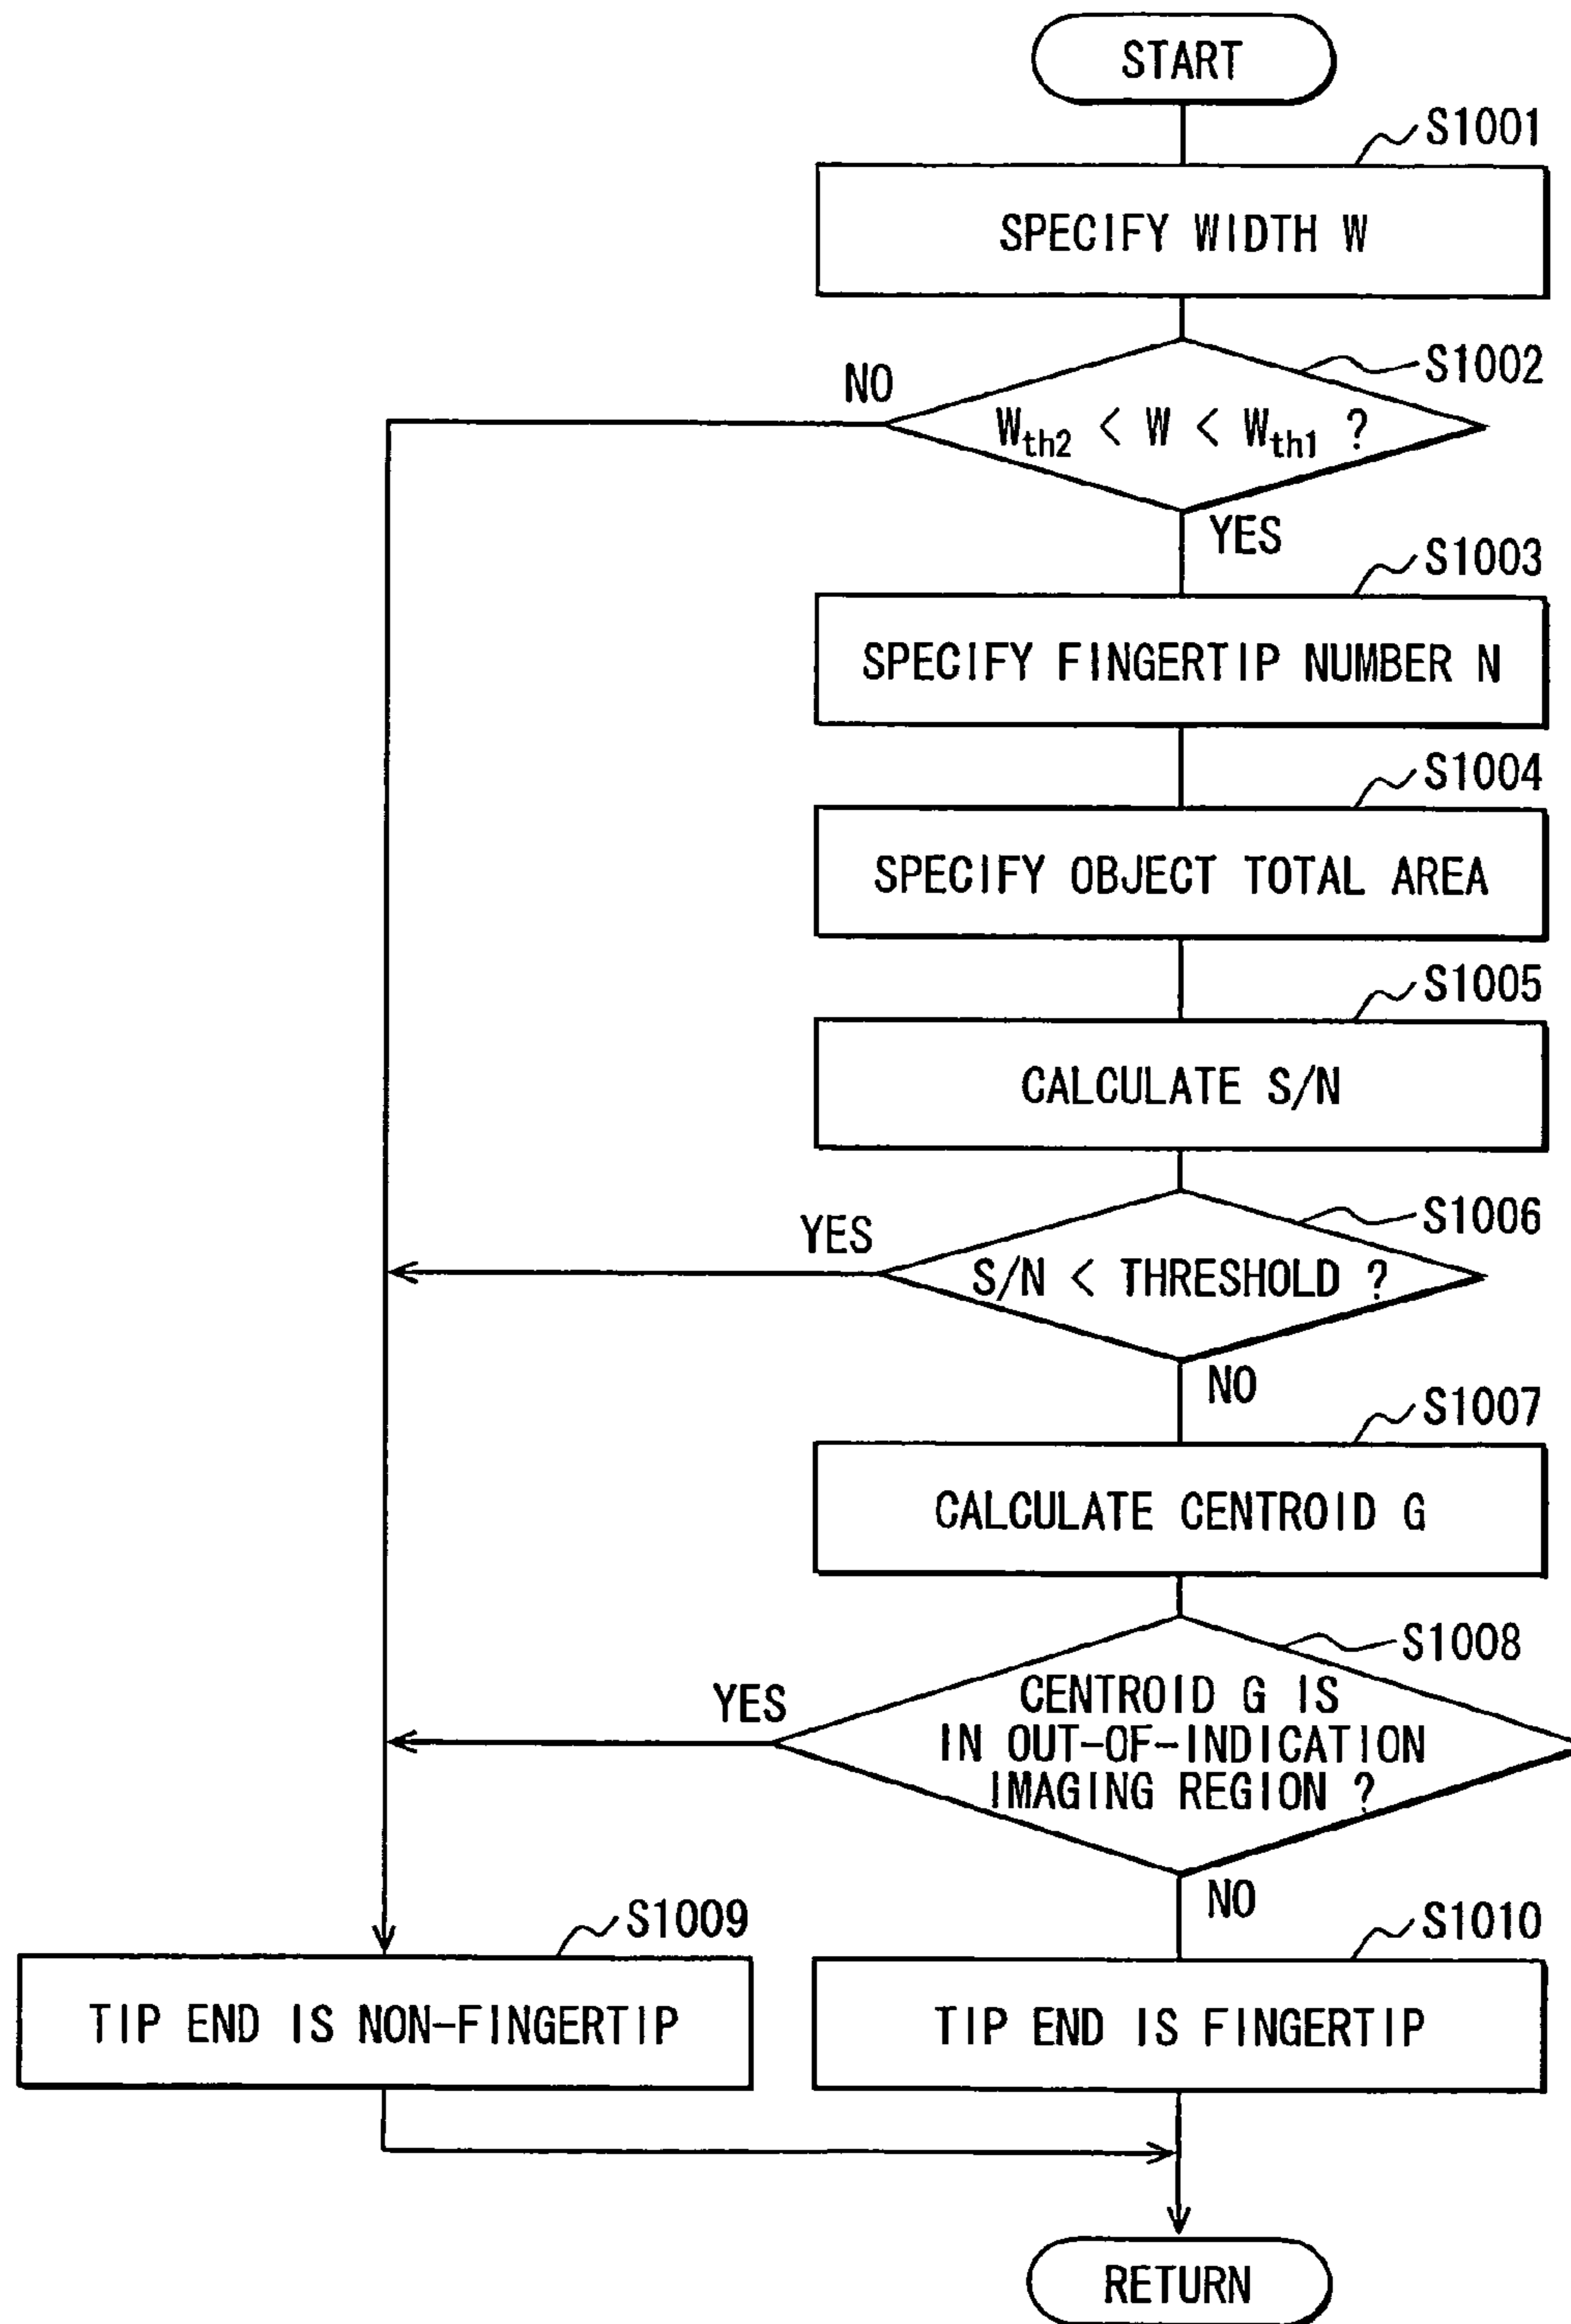 START
S1001
SPECIFY WIDTH W
S1002
NO
Wth2 < W < Wth1 ?
YES
S1003
SPECIFY FINGERTIP NUMBER N
S1004
SPECIFY OBJECT TOTAL AREA
S1005
CALCULATE S/N
S1006
YES
S/N < THRESHOLD ?
NO
S1007
CALCULATE CENTROID G
S1008
YES
CENTROID G IS
IN OUT-OF-INDICATION
IMAGING REGION ?
NO
S1009
S1010
TIP END IS NON-FINGERTIP
TIP END IS FINGERTIP
RETURN